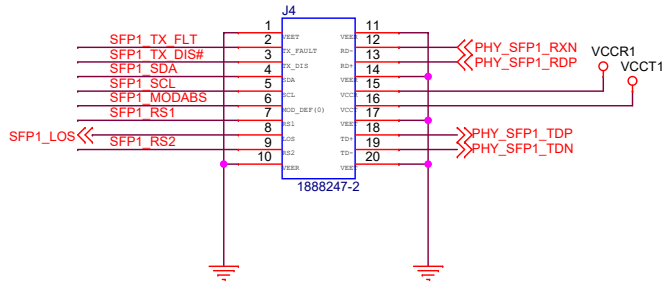 J4
1 VEET VEER 11
SFP1_TX_FLT 2 TX_FAULT RD- 12 PHY_SFP1_RXN
SFP1_TX_DIS# 3 TX_DIS RD+ 13 PHY_SFP1_RDP
SFP1_SDA 4 SDA VEER 14
SFP1_SCL 5 SCL VCCR 15 VCCR1
SFP1_MODABS 6 MOD_DEF(0) VCCT 16 VCCT1
SFP1_RS1 7 RS1 VEET 17
SFP1_LOS 8 LOS TD+ 18 PHY_SFP1_TDP
SFP1_RS2 9 RS2 TD- 19 PHY_SFP1_TDN
10 VEER VEET 20
1888247-2